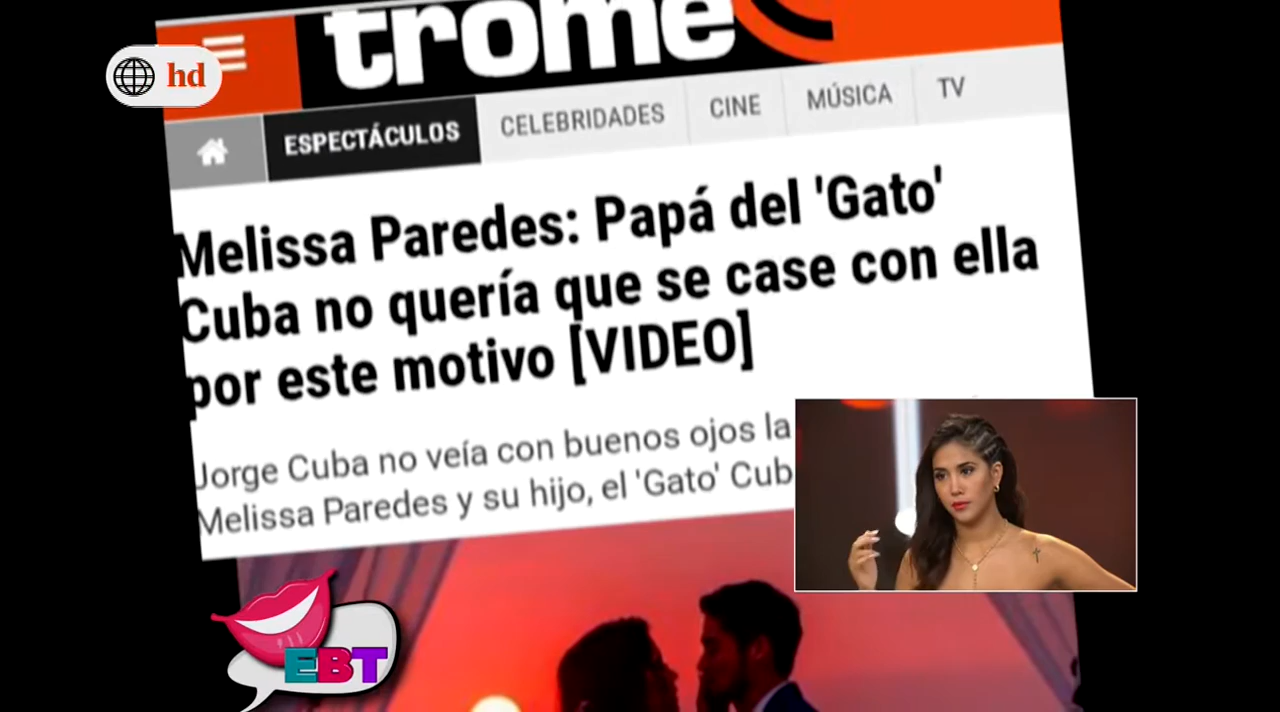 trome
hd
ESPECTÁCULOS CELEBRIDADES CINE MÚSICA TV
Melissa Paredes: Papá del 'Gato'
Cuba no quería que se case con ella
por este motivo [VIDEO]
Jorge Cuba no veía con buenos ojos la
Melissa Paredes y su hijo, el 'Gato' Cub
EBT